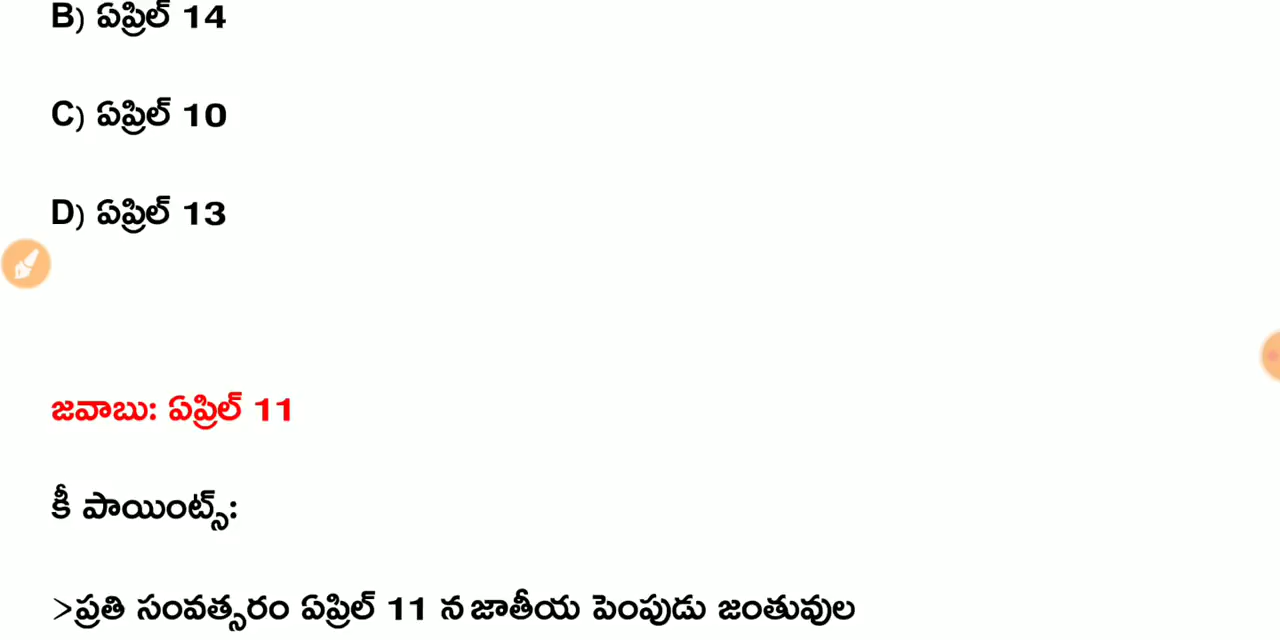 B) ఏప్రిల్ 14
C) ఏప్రిల్ 10
D) ఏప్రిల్ 13
జవాబు: ఏప్రిల్ 11
కీ పాయింట్స్:
>ప్రతి సంవత్సరం ఏప్రిల్ 11 న జాతీయ పెంపుడు జంతువుల